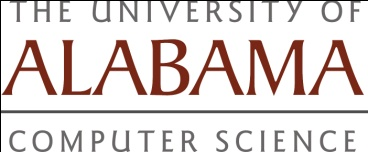 THE UNIVERSITY OF
ALABAMA
COMPUTER SCIENCE